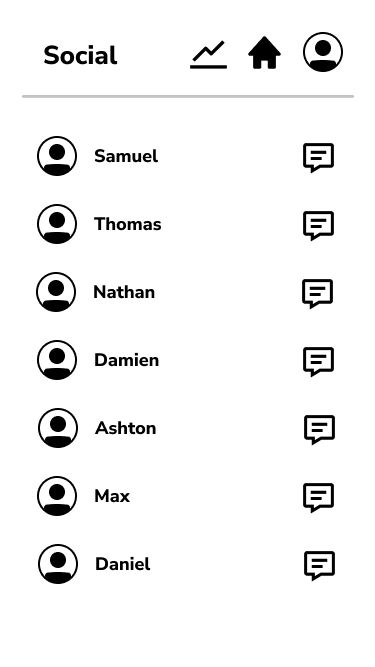 Social
Samuel
Thomas
Nathan
Damien
Ashton
Max
Daniel